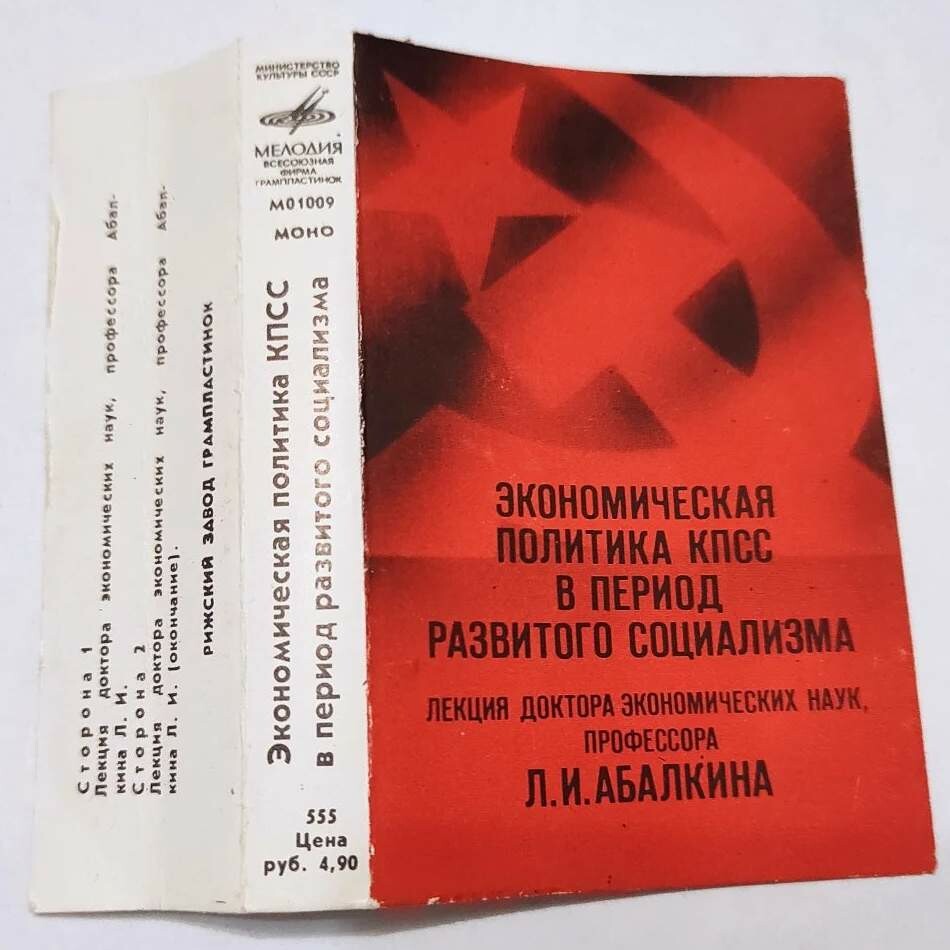 Сторона 1
Лекция доктора экономических наук, профессора Абал-
кина Л. И.
Сторона 2
Лекция доктора экономических наук, профессора Абал-
кина Л. И. (окончание).
РИЖСКИЙ ЗАВОД ГРАМПЛАСТИНОК
МИНИСТЕРСТВО
КУЛЬТУРЫ СССР
МЕЛОДИЯ
ВСЕСОЮЗНАЯ
ФИРМА
ГРАМПЛАСТИНОК
М01009
МОНО
Экономическая политика КПСС
в период развитого социализма
555
Цена
руб. 4,90
ЭКОНОМИЧЕСКАЯ
ПОЛИТИКА КПСС
В ПЕРИОД
РАЗВИТОГО СОЦИАЛИЗМА
ЛЕКЦИЯ ДОКТОРА ЭКОНОМИЧЕСКИХ НАУК,
ПРОФЕССОРА
Л.И.АБАЛКИНА